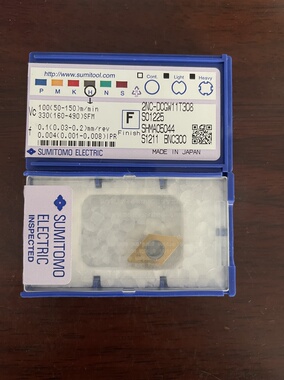 http://www.sumitool.com
Cont. Light Heavy
P M K H N S
Vc 100(50-150)m/min
330(160-490)SFM
f 0.1(0.03-0.2)mm/rev
0.004(0.001-0.008)IPR
F
Finish
2NC-DCGW11T308
S01225
SHMAC5044
S1211 BNC300
SUMITOMO ELECTRIC
MADE IN JAPAN
SUMITOMO
ELECTRIC
INSPECTED